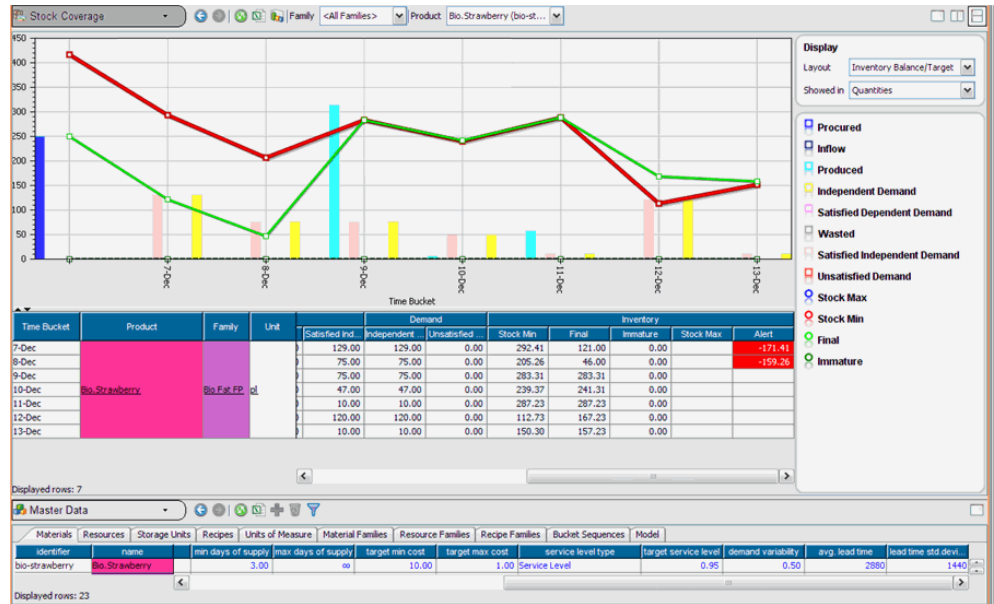 Stock Coverage Family <All Families> Product Bio.Strawberry (bio-st...
450
400
350
300
250
200
150
100
50
0
7-Dec 8-Dec 9-Dec 10-Dec 11-Dec 12-Dec 13-Dec
Time Bucket
Display
Layout Inventory Balance/Target
Showed in Quantities
Procured
Inflow
Produced
Independent Demand
Satisfied Dependent Demand
Wasted
Satisfied Independent Demand
Unsatisfied Demand
Stock Max
Stock Min
Final
Immature
Time Bucket Product Family Unit Demand Inventory
Satisfied Ind... Independent ... Unsatisfied ... Stock Min Final Immature Stock Max Alert
7-Dec 129.00 129.00 0.00 292.41 121.00 0.00 -171.41
8-Dec 75.00 75.00 0.00 205.26 46.00 0.00 -159.26
9-Dec 75.00 75.00 0.00 283.31 283.31 0.00
10-Dec Bio.Strawberry Bio Fat FP pl 47.00 47.00 0.00 239.37 241.31 0.00
11-Dec 10.00 10.00 0.00 287.23 287.23 0.00
12-Dec 120.00 120.00 0.00 112.73 167.23 0.00
13-Dec 10.00 10.00 0.00 150.30 157.23 0.00
Displayed rows: 7
Master Data
Materials Resources Storage Units Recipes Units of Measure Material Families Resource Families Recipe Families Bucket Sequences Model
identifier name min days of supply max days of supply target min cost target max cost service level type target service level demand variability avg. lead time lead time std devi...
bio-strawberry Bio.Strawberry 3.00 ∞ 10.00 1.00 Service Level 0.95 0.50 2880 1440
Displayed rows: 23